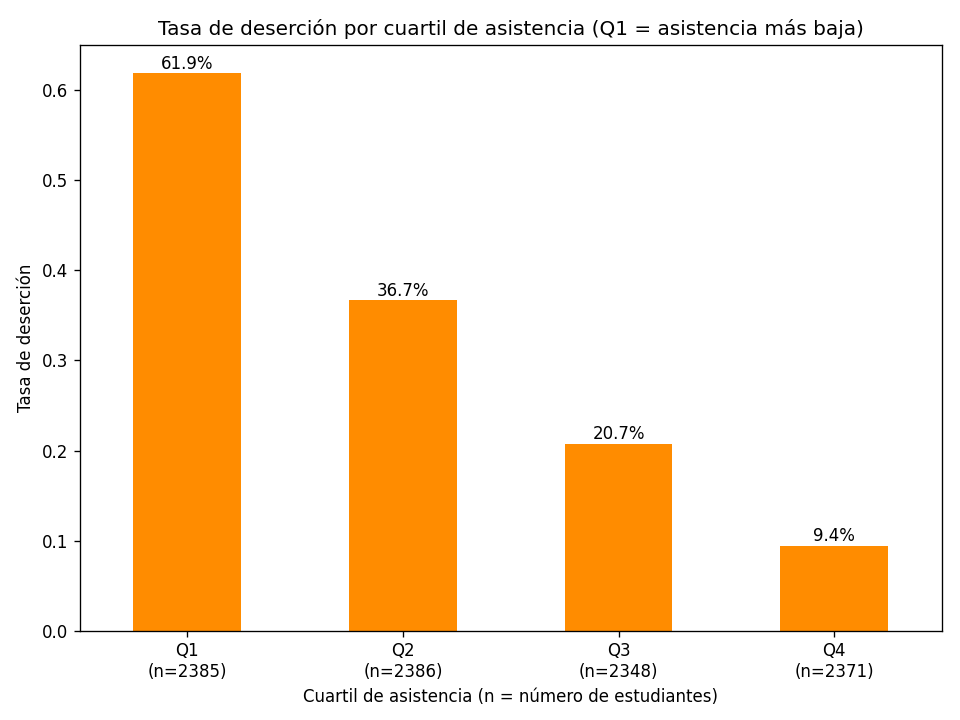 Tasa de deserción por cuartil de asistencia (Q1 = asistencia más baja)
61.9%
36.7%
20.7%
9.4%
Tasa de deserción
0.6
0.5
0.4
0.3
0.2
0.1
0.0
Q1 Q2 Q3 Q4
(n=2385) (n=2386) (n=2348) (n=2371)
Cuartil de asistencia (n = número de estudiantes)